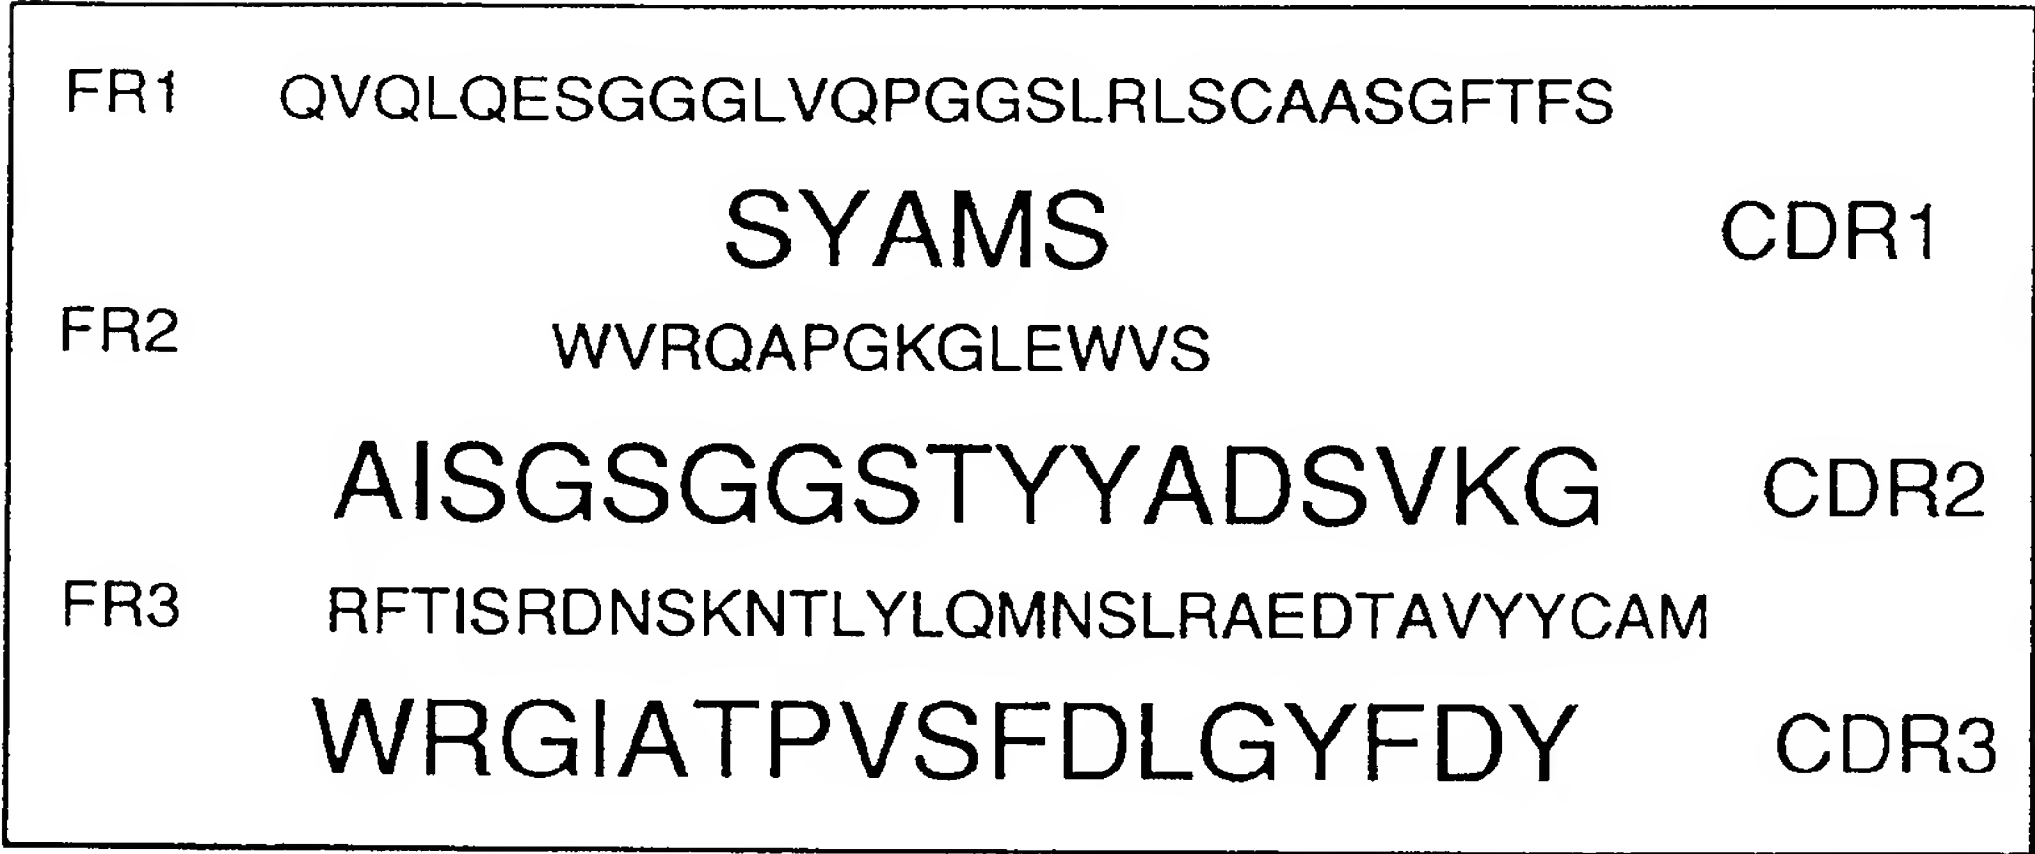 FR1 QVQLQESGGGLVQPGGSLRLSCAASGFTFS
SYAMS CDR1
FR2 WVRQAPGKGLEWVS
AISGSGGSTYYADSVKG CDR2
FR3 RFTISRDNSKNTLYLQMNSLRAEDTAVYYCAM
WRGIATPVSFDLGYFDY CDR3